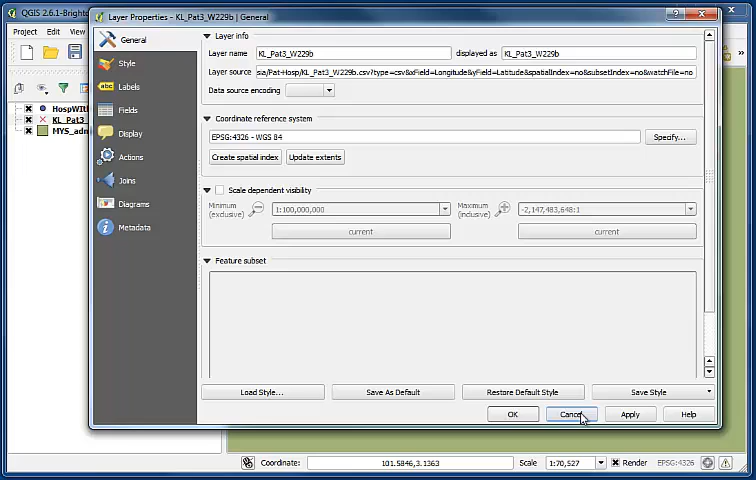 QGIS 2.6.1-Bright
Layer Properties - KL_Pat3_W229b | General
Project Edit
HospWIth
KL_Pat3
MYS_adm
General
Style
Labels
Fields
Display
Actions
Joins
Diagrams
Metadata
Layer info
Layer name KL_Pat3_W229b displayed as KL_Pat3_W229b
Layer source sia/Pat-Hosp/KL_Pat3_W229b.csv?type=csv&xField=Longitude&yField=Latitude&spatialIndex=no&subsetIndex=no&watchFile=no
Data source encoding
Coordinate reference system
EPSG:4326 - WGS 84 Specify...
Create spatial index Update extents
Scale dependent visibility
Minimum (exclusive) 1:100,000,000 Maximum (inclusive) -2,147,483,648:1
current current
Feature subset
Load Style... Save As Default Restore Default Style Save Style
OK Cancel Apply Help
Coordinate: 101.5846,3.1363 Scale 1:70,527 Render EPSG:4326